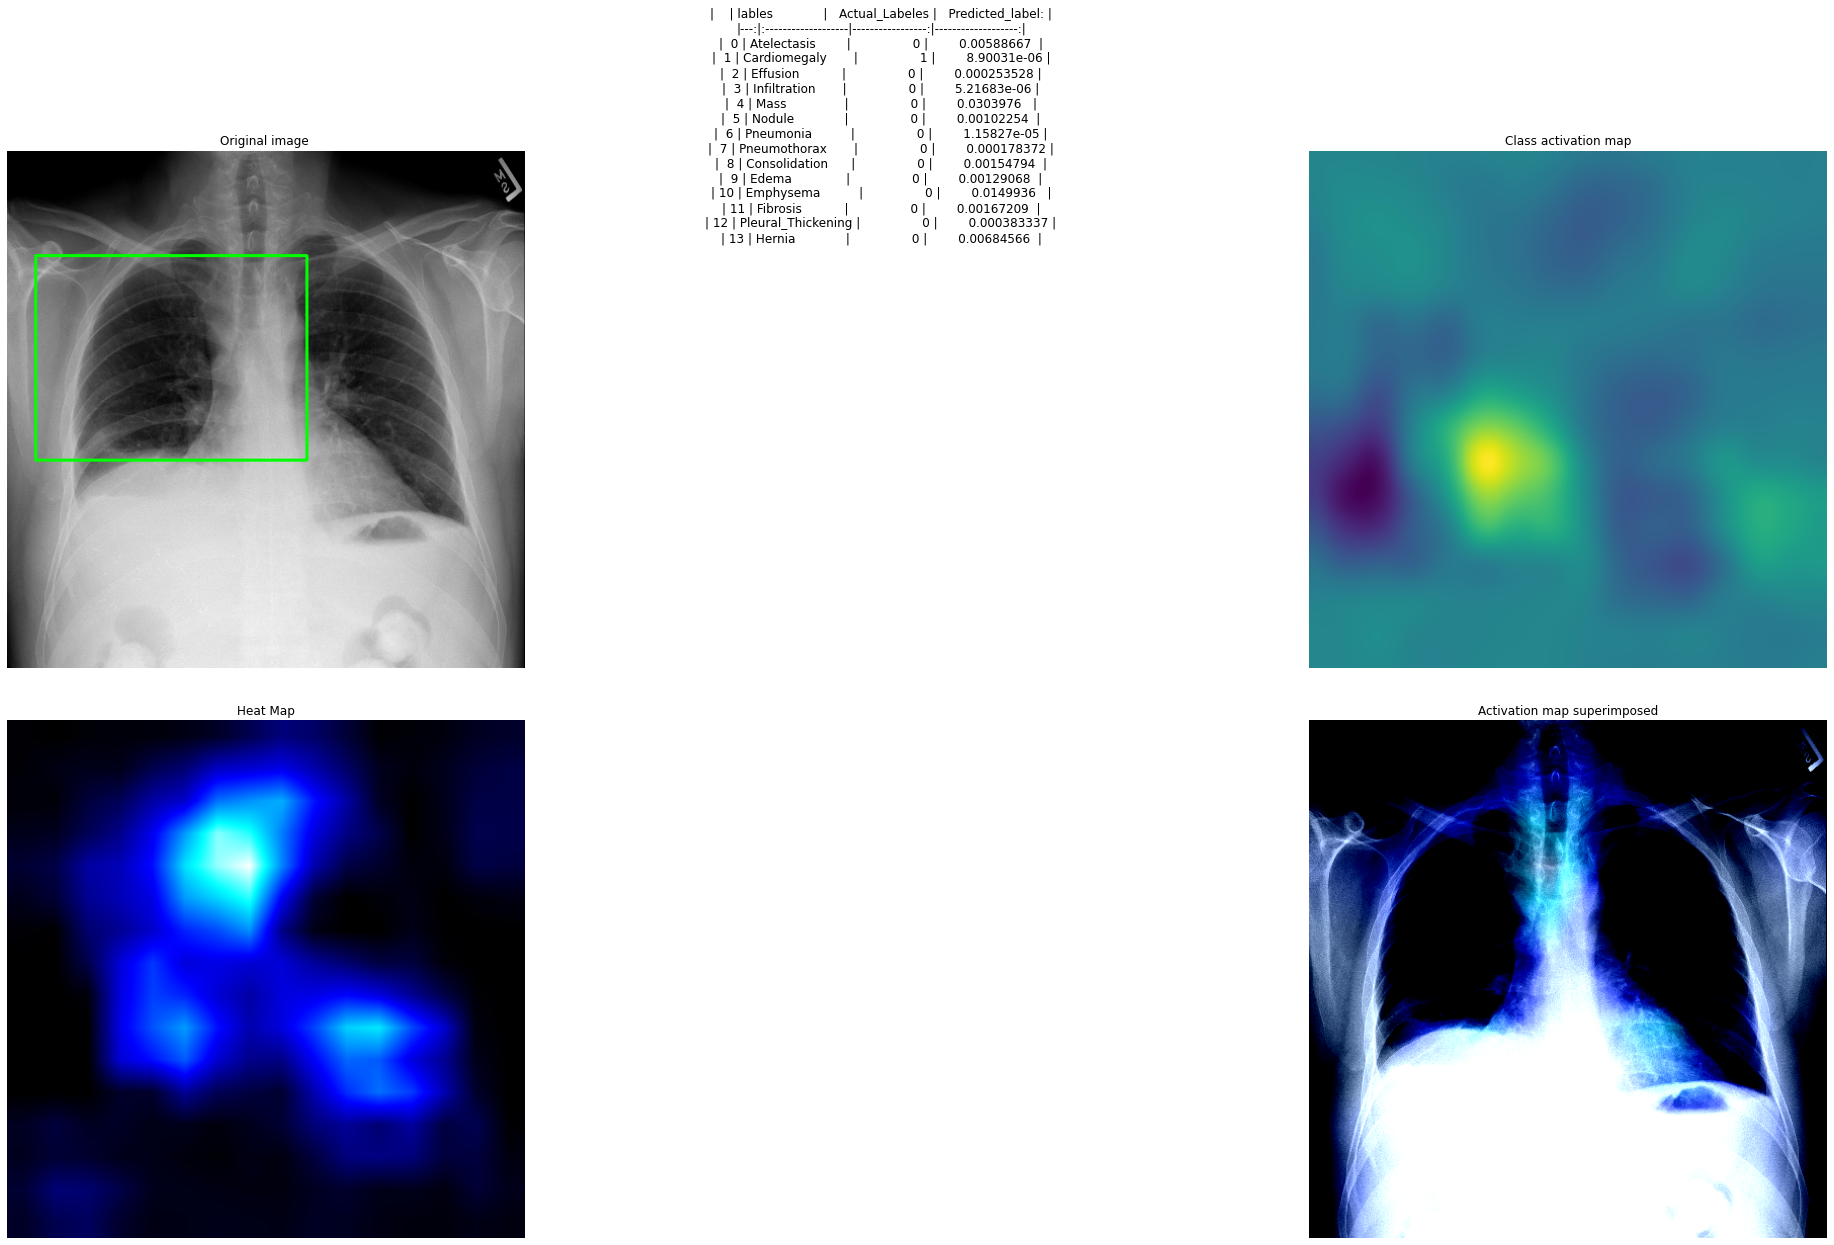 |    | lables             |   Actual_Labeles |   Predicted_label: |
|---:|:-------------------|-----------------:|-------------------:|
|  0 | Atelectasis        |                0 |        0.00588667  |
|  1 | Cardiomegaly       |                1 |        8.90031e-06 |
|  2 | Effusion           |                0 |        0.000253528 |
|  3 | Infiltration       |                0 |        5.21683e-06 |
|  4 | Mass               |                0 |        0.0303976   |
|  5 | Nodule             |                0 |        0.00102254  |
|  6 | Pneumonia          |                0 |        1.15827e-05 |
|  7 | Pneumothorax       |                0 |        0.000178372 |
|  8 | Consolidation      |                0 |        0.00154794  |
|  9 | Edema              |                0 |        0.00129068  |
| 10 | Emphysema          |                0 |        0.0149936   |
| 11 | Fibrosis           |                0 |        0.00167209  |
| 12 | Pleural_Thickening |                0 |        0.000383337 |
| 13 | Hernia             |                0 |        0.00684566  |
Original image
Class activation map
Heat Map
Activation map superimposed